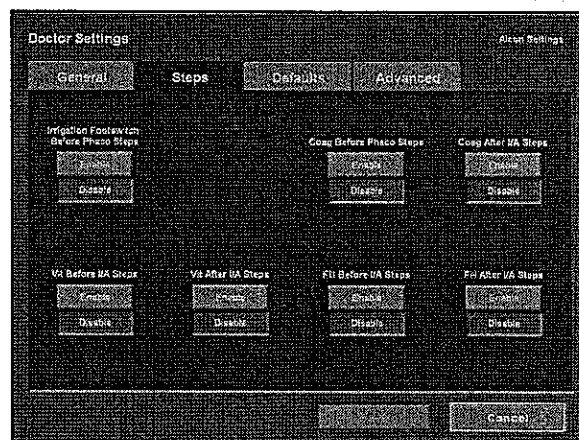 Doctor Settings
Alcon Settings
General Steps Defaults Advanced
Irrigation Footswitch
Before Phaco Steps
Coag Before Phaco Steps
Coag After I/A Steps
Enable
Enable
Enable
Disable
Disable
Disable
Vit Before I/A Steps
Vit After I/A Steps
Fil Before I/A Steps
Fil After I/A Steps
Enable
Enable
Enable
Enable
Disable
Disable
Disable
Disable
Cancel